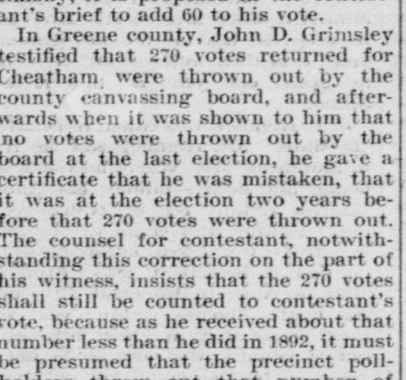 ant's brief to add 60 to his vote.
In Greene county, John D. Grimsley
testified that 270 votes returned for
Cheatham were thrown out by the
county canvassing board, and after-
wards when it was shown to him that
no votes were thrown out by the
board at the last election, he gave a
certificate that he was mistaken, that
it was at the election two years be-
fore that 270 votes were thrown out.
The counsel for contestant, notwith-
standing this correction on the part of
his witness, insists that the 270 votes
shall still be counted to contestant's
vote, because as he received about that
number less than he did in 1892, it must
be presumed that the precinct poll-